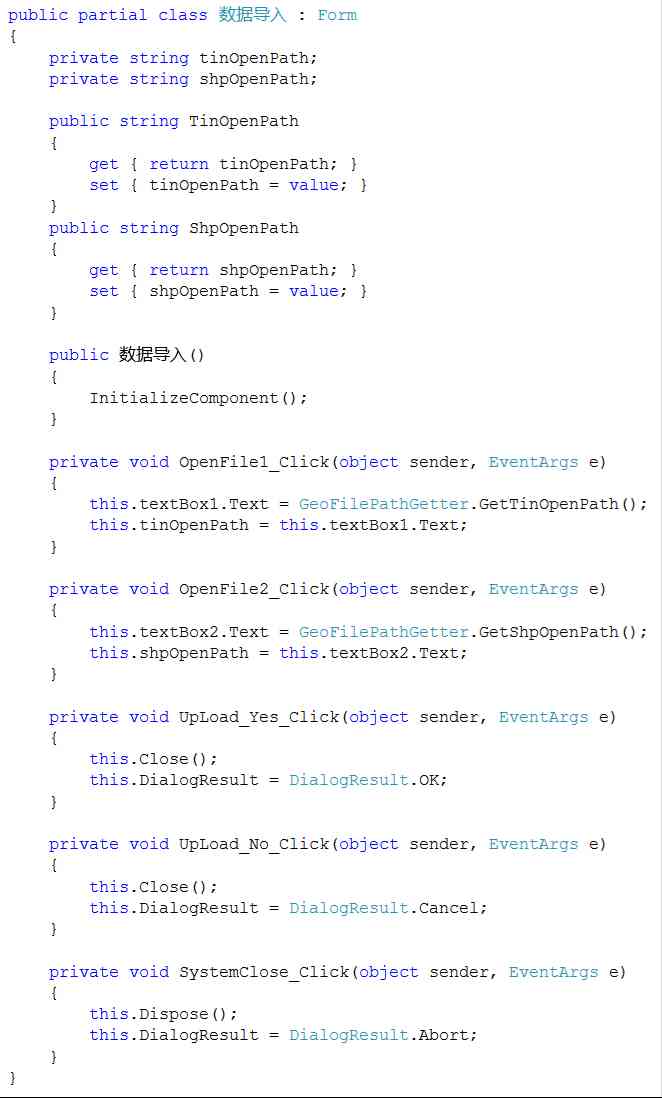 public partial class 数据导入 : Form
{
    private string tinOpenPath;
    private string shpOpenPath;

    public string TinOpenPath
    {
        get { return tinOpenPath; }
        set { tinOpenPath = value; }
    }
    public string ShpOpenPath
    {
        get { return shpOpenPath; }
        set { shpOpenPath = value; }
    }

    public 数据导入()
    {
        InitializeComponent();
    }

    private void OpenFile1_Click(object sender, EventArgs e)
    {
        this.textBox1.Text = GeoFilePathGetter.GetTinOpenPath();
        this.tinOpenPath = this.textBox1.Text;
    }

    private void OpenFile2_Click(object sender, EventArgs e)
    {
        this.textBox2.Text = GeoFilePathGetter.GetShpOpenPath();
        this.shpOpenPath = this.textBox2.Text;
    }

    private void UpLoad_Yes_Click(object sender, EventArgs e)
    {
        this.Close();
        this.DialogResult = DialogResult.OK;
    }

    private void UpLoad_No_Click(object sender, EventArgs e)
    {
        this.Close();
        this.DialogResult = DialogResult.Cancel;
    }

    private void SystemClose_Click(object sender, EventArgs e)
    {
        this.Dispose();
        this.DialogResult = DialogResult.Abort;
    }
}